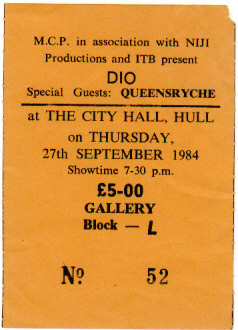 M.C.P. in association with NIJI
Productions and ITB present
DIO
Special Guests: QUEENSRYCHE
at THE CITY HALL, HULL
on THURSDAY,
27th SEPTEMBER 1984
Showtime 7-30 p.m.
£5-00
GALLERY
Block — L
No. 52